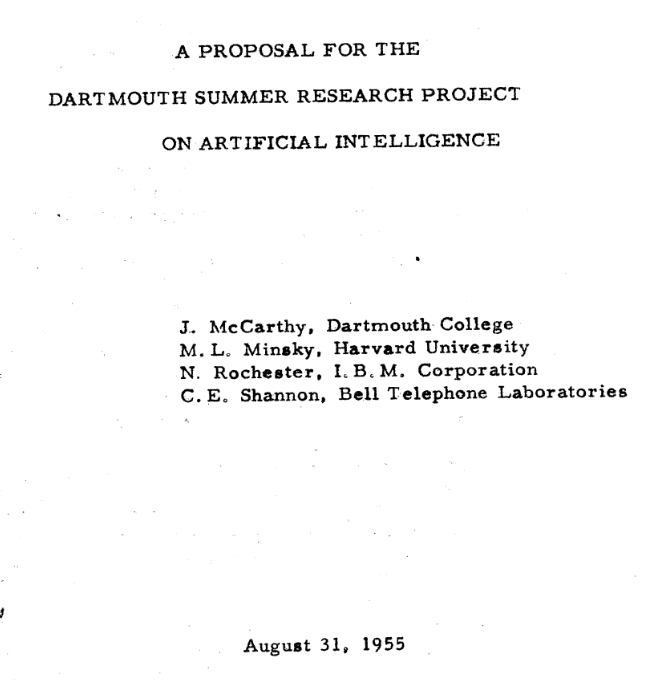 A PROPOSAL FOR THE
DARTMOUTH SUMMER RESEARCH PROJECT
ON ARTIFICIAL INTELLIGENCE
J. McCarthy, Dartmouth College
M. L. Minsky, Harvard University
N. Rochester, I. B. M. Corporation
C. E. Shannon, Bell Telephone Laboratories
August 31, 1955